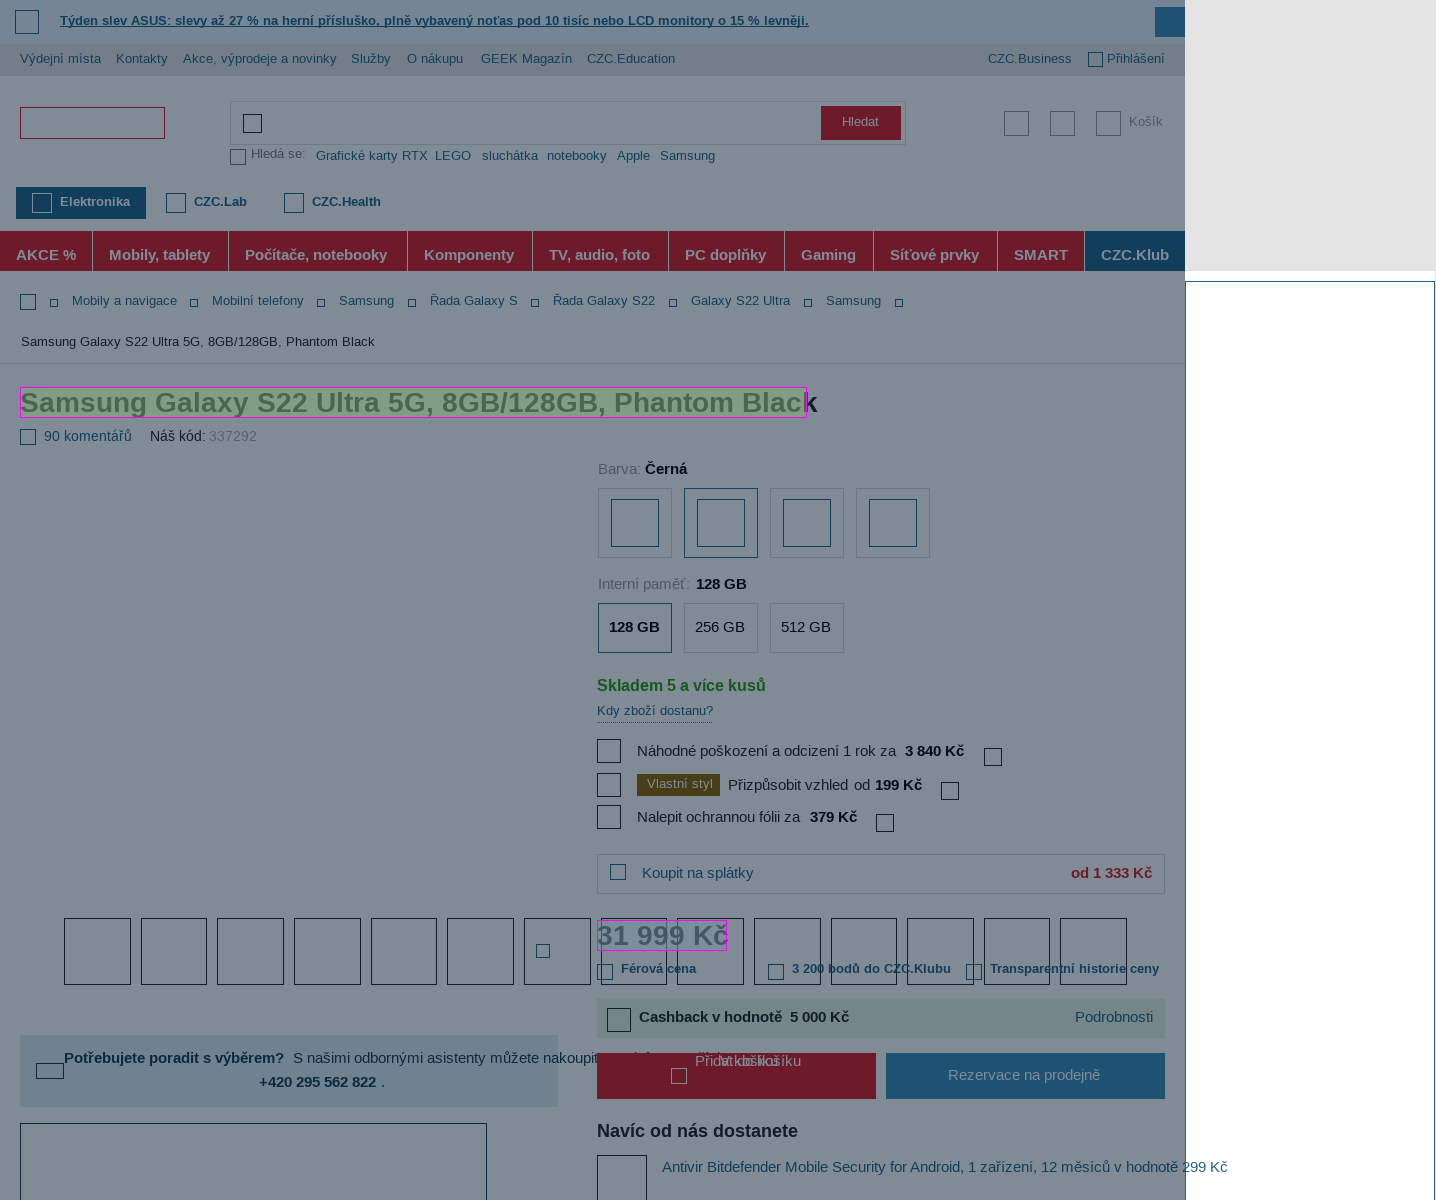 Týden slev ASUS: slevy až 27 % na herní přísluško, plně vybavený noťas pod 10 tisíc nebo LCD monitory o 15 % levněji.
Výdejní místa Kontakty Akce, výprodeje a novinky Služby O nákupu GEEK Magazín CZC.Education CZC.Business Přihlášení
Hledat Košík
Hledá se: Grafické karty RTX LEGO sluchátka notebooky Apple Samsung
Elektronika CZC.Lab CZC.Health
AKCE % Mobily, tablety Počítače, notebooky Komponenty TV, audio, foto PC doplňky Gaming Síťové prvky SMART CZC.Klub
Mobily a navigace Mobilní telefony Samsung Řada Galaxy S Řada Galaxy S22 Galaxy S22 Ultra Samsung
Samsung Galaxy S22 Ultra 5G, 8GB/128GB, Phantom Black
Samsung Galaxy S22 Ultra 5G, 8GB/128GB, Phantom Black
90 komentářů Náš kód: 337292
Barva: Černá
Interní paměť: 128 GB
128 GB 256 GB 512 GB
Skladem 5 a více kusů
Kdy zboží dostanu?
Náhodné poškození a odcizení 1 rok za 3 840 Kč
Vlastní styl Přizpůsobit vzhled od 199 Kč
Nalepit ochrannou fólii za 379 Kč
Koupit na splátky od 1 333 Kč
31 999 Kč
Férová cena 3 200 bodů do CZC.Klubu Transparentní historie ceny
Cashback v hodnotě 5 000 Kč Podrobnosti
Potřebujete poradit s výběrem? S našimi odbornými asistenty můžete nakoupit
+420 295 562 822 .
Přidat do košíku
V košíku
Rezervace na prodejně
Navíc od nás dostanete
Antivir Bitdefender Mobile Security for Android, 1 zařízení, 12 měsíců v hodnotě 299 Kč